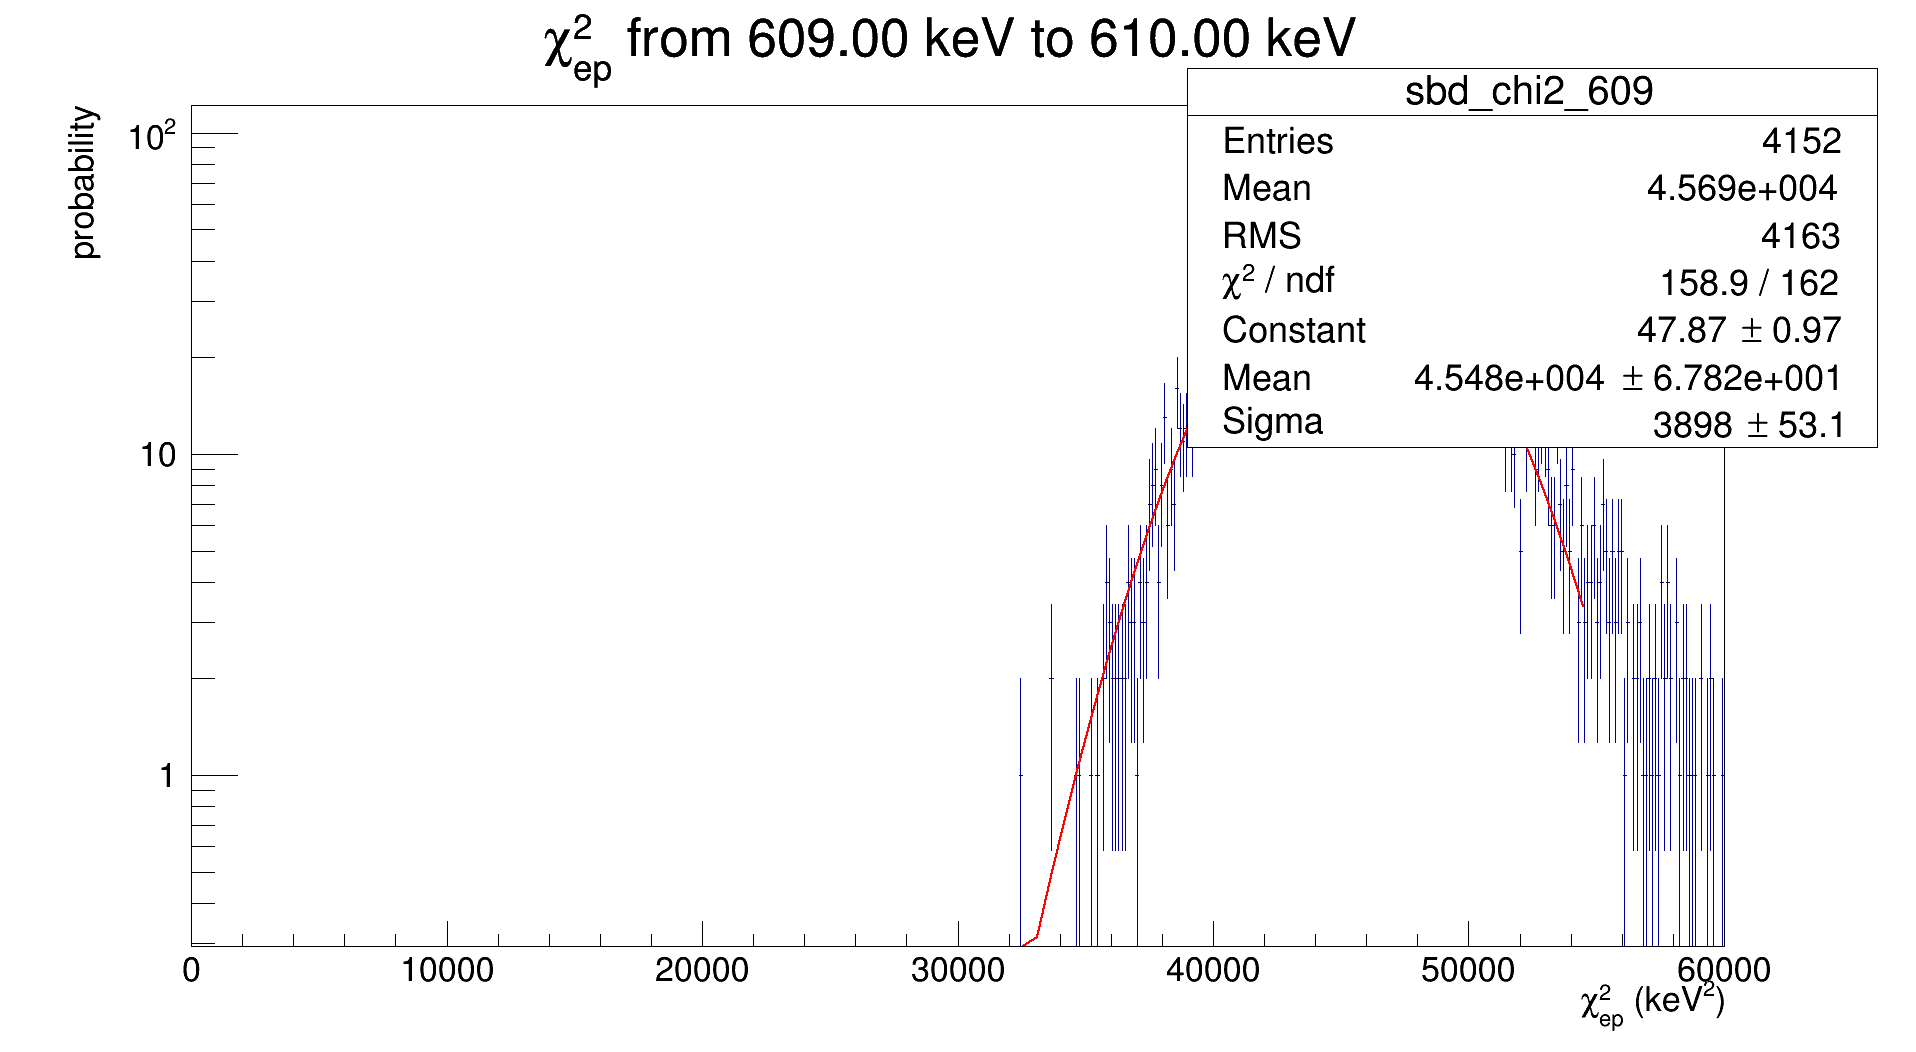 χ²ep from 609.00 keV to 610.00 keV
probability
10²
10
1
sbd_chi2_609
Entries 4152
Mean 4.569e+004
RMS 4163
χ² / ndf 158.9 / 162
Constant 47.87 ± 0.97
Mean 4.548e+004 ± 6.782e+001
Sigma 3898 ± 53.1
0 10000 20000 30000 40000 50000 60000
χ²ep (keV²)